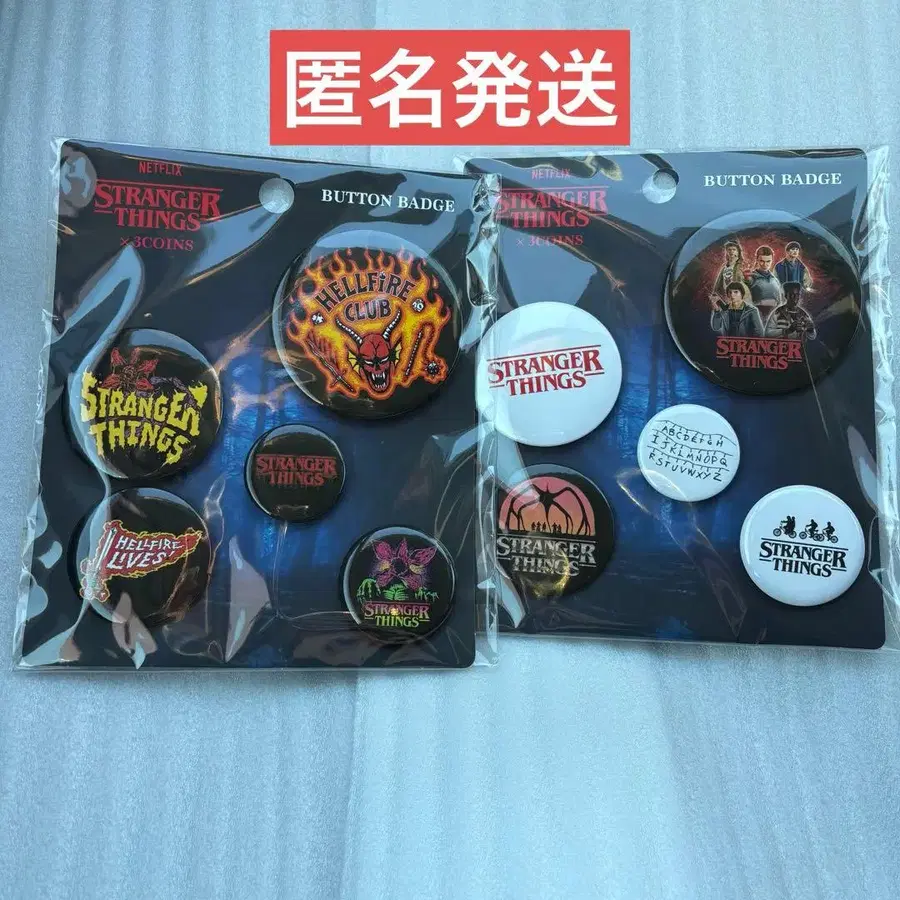 匿名発送
NETFLIX
STRANGER
THINGS
×3COINS
BUTTON BADGE
HELLFIRE
CLUB
STRANGER
THINGS
STRANGER
THINGS
HELLFIRE
LIVES
STRANGER
THINGS
NETFLIX
STRANGER
THINGS
×3COINS
BUTTON BADGE
STRANGER
THINGS
STRANGER
THINGS
ABCDEFGH
IJKLMNOPQ
RSTUVWXYZ
STRANGER
THINGS
STRANGER
THINGS